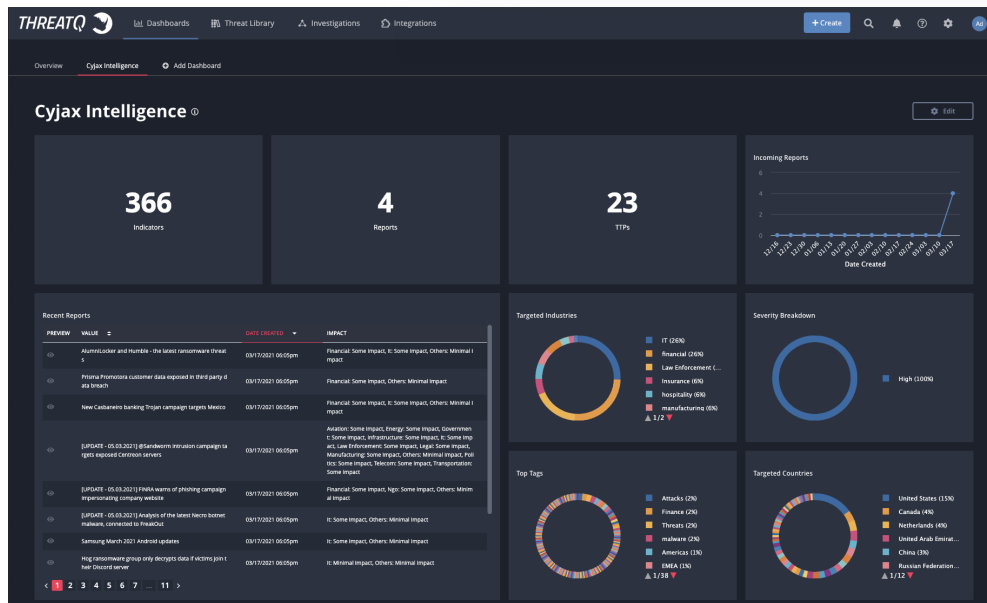 THREATQ
Dashboards
Threat Library
Investigations
Integrations
+ Create
Ad
Overview
Cyjax Intelligence
Add Dashboard
Cyjax Intelligence
Edit
366
Indicators
4
Reports
23
TTPs
Incoming Reports
6
4
2
0
12/16 12/23 12/30 01/06 01/13 01/20 01/27 02/03 02/10 02/17 02/24 03/03 03/10 03/17
Date Created
Recent Reports
PREVIEW VALUE DATE CREATED IMPACT
AlumniLocker and Humble - the latest ransomware threat
s
03/17/2021 06:05pm
Financial: Some Impact, It: Some Impact, Others: Minimal I
mpact
Prisma Promotora customer data exposed in third party d
ata breach
03/17/2021 06:05pm
Financial: Some Impact, Others: Minimal Impact
New Casbaneiro banking Trojan campaign targets Mexico
03/17/2021 06:05pm
Financial: Some Impact, It: Some Impact, Others: Minimal I
mpact
[UPDATE - 05.03.2021] @Sandworm intrusion campaign ta
rgets exposed Centreon servers
03/17/2021 06:05pm
Aviation: Some Impact, Energy: Some Impact, Governmen
t: Some Impact, Infrastructure: Some Impact, It: Some Imp
act, Law Enforcement: Some Impact, Legal: Some Impact,
Manufacturing: Some Impact, Others: Minimal Impact, Poli
tics: Some Impact, Telecom: Some Impact, Transportation:
Some Impact
[UPDATE - 05.03.2021] FINRA warns of phishing campaign
impersonating company website
03/17/2021 06:05pm
Financial: Some Impact, Ngo: Some Impact, Others: Minim
al Impact
[UPDATE - 05.03.2021] Analysis of the latest Necro botnet
malware, connected to FreakOut
03/17/2021 06:05pm
It: Some Impact, Others: Minimal Impact
Samsung March 2021 Android updates
03/17/2021 06:05pm
It: Some Impact, Others: Minimal Impact
Hog ransomware group only decrypts data if victims join t
heir Discord server
03/17/2021 06:05pm
It: Minimal Impact, Others: Minimal Impact
< 1 2 3 4 5 6 7 ... 11 >
Targeted Industries
IT (26%)
financial (26%)
Law Enforcement (...
Insurance (6%)
hospitality (6%)
manufacturing (6%)
1/2
Severity Breakdown
High (100%)
Top Tags
Attacks (2%)
Finance (2%)
Threats (2%)
malware (2%)
Americas (1%)
EMEA (1%)
1/38
Targeted Countries
United States (15%)
Canada (4%)
Netherlands (4%)
United Arab Emirat...
China (3%)
Russian Federation...
1/12